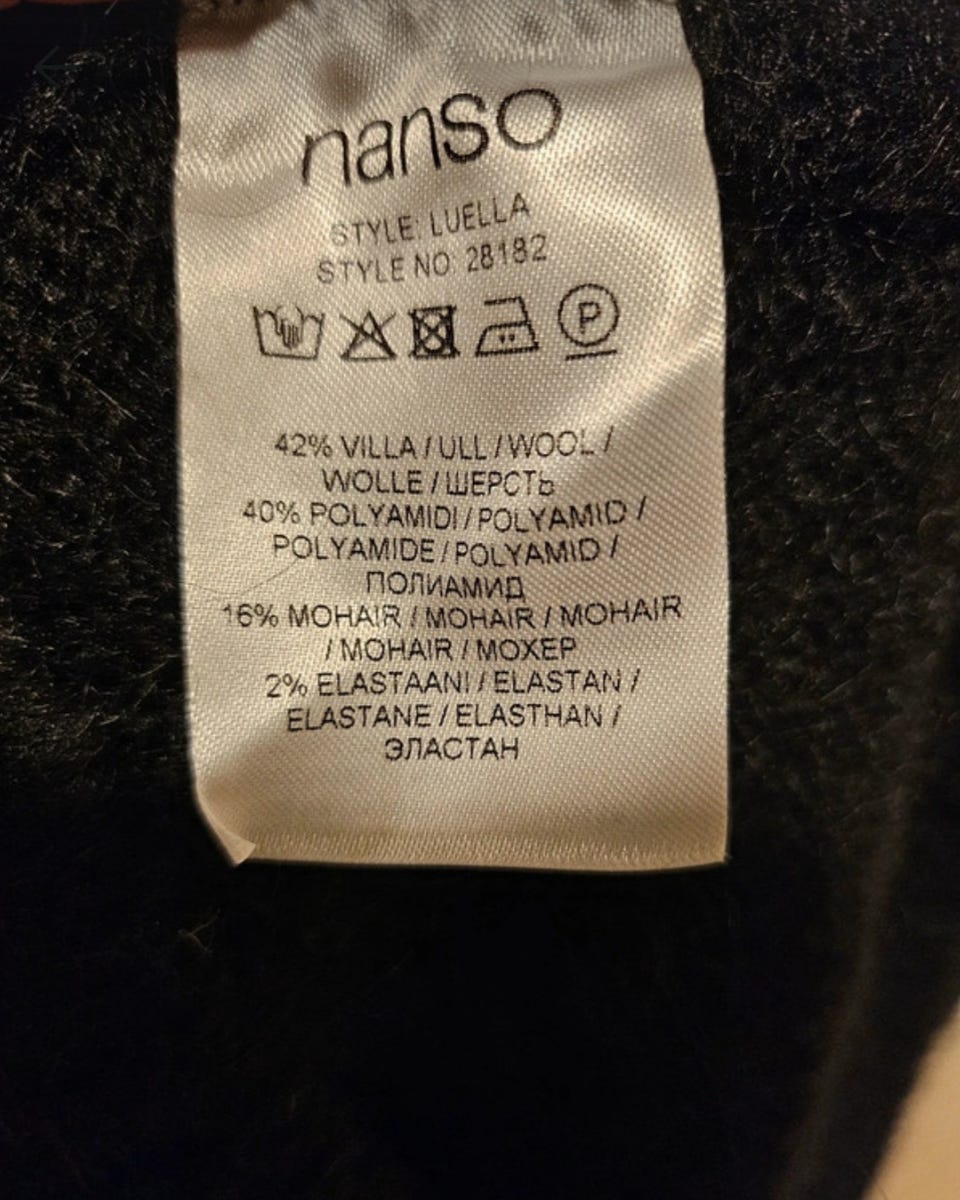 nanso
STYLE: LUELLA
STYLE NO 28182
P
42% VILLA / ULL / WOOL /
WOLLE / ШЕРСТЬ
40% POLYAMIDI / POLYAMID /
POLYAMIDE / POLYAMID /
ПОЛИАМИД
16% MOHAIR / MOHAIR / MOHAIR
/ MOHAIR / МОХЕР
2% ELASTAANI / ELASTAN /
ELASTANE / ELASTHAN /
ЭЛАСТАН